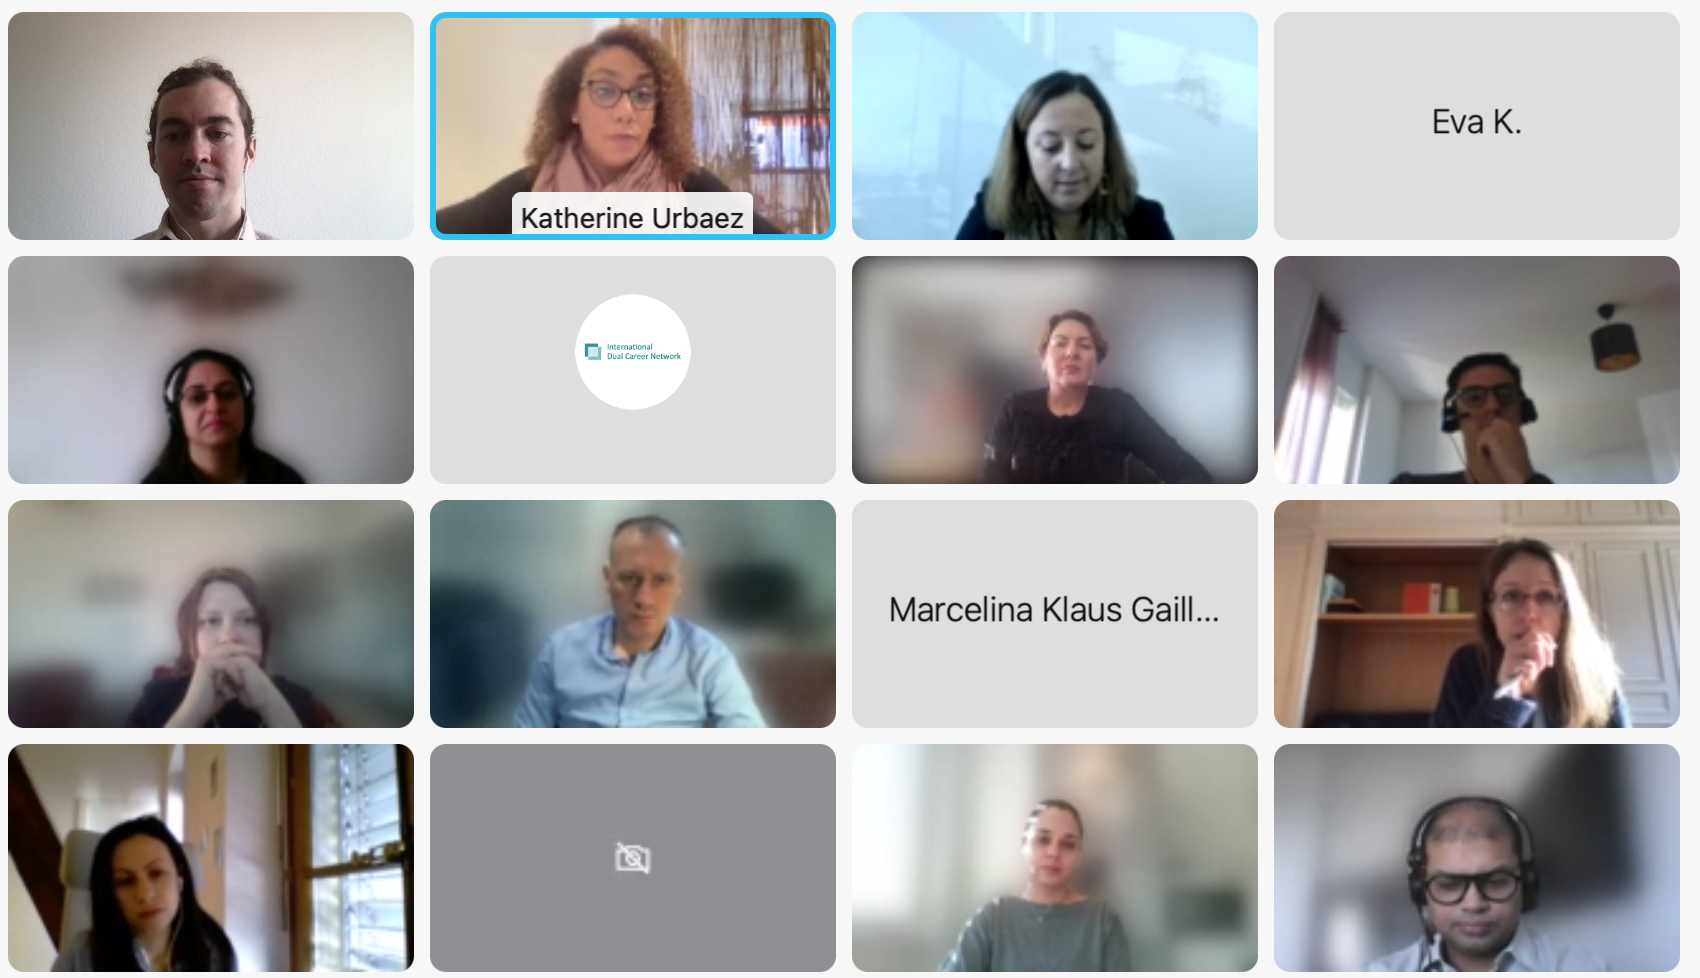 Katherine Urbaez
Eva K.
International
Dual Career Network
Marcelina Klaus Gaill...